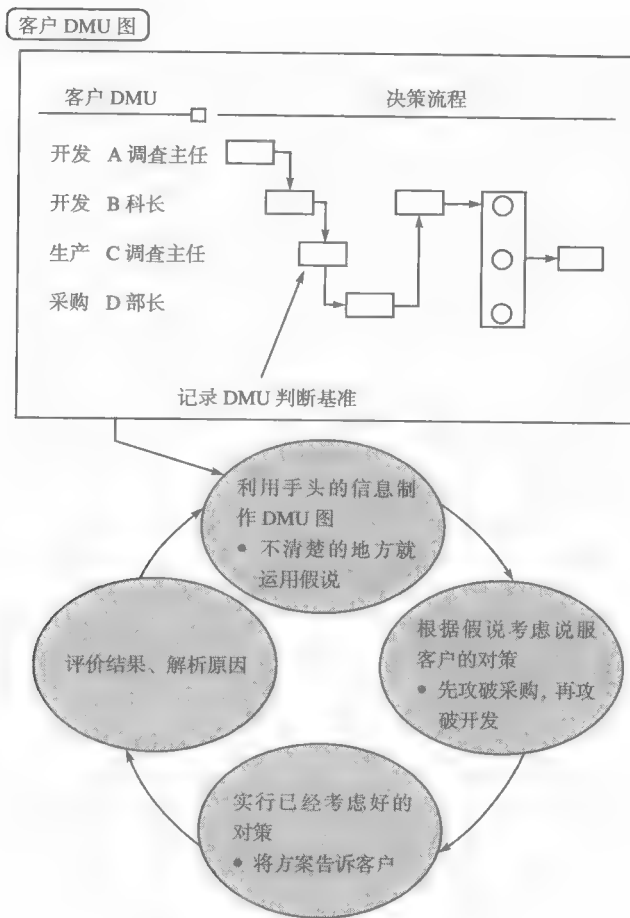 客户 DMU 图
客户 DMU 决策流程
开发 A 调查主任
开发 B 科长
生产 C 调查主任
采购 D 部长
记录 DMU 判断基准
利用手头的信息制
作 DMU 图
• 不清楚的地方就
运用假说
根据假说考虑说服
客户的对策
• 先攻破采购，再攻
破开发
实行已经考虑好的
对策
• 将方案告诉客户
评价结果、解析原因